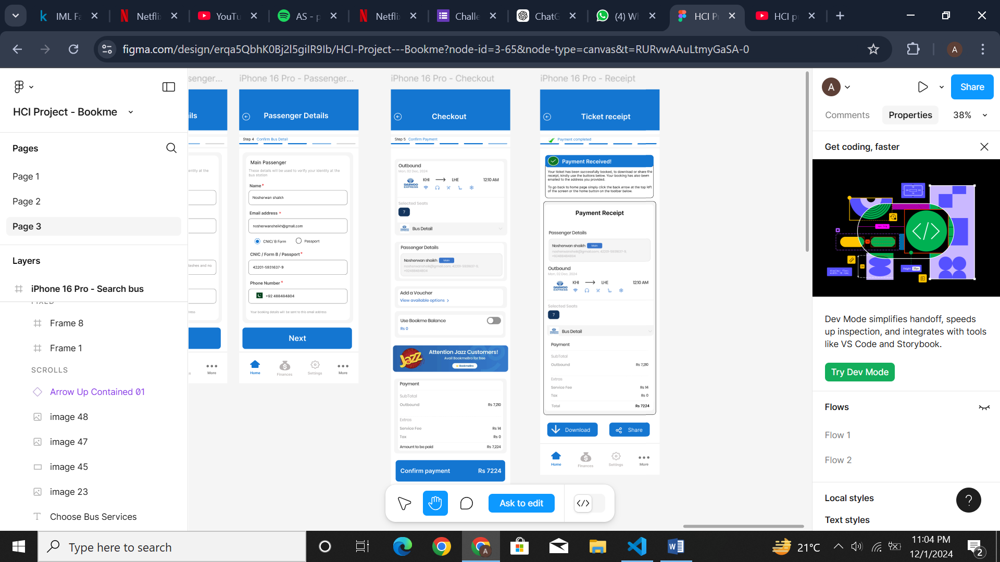 IML Fa
Netfli
YouTu
AS - p
Netfli
Challe
ChatG
(4) W
HCI P
HCI p
figma.com/design/erqa5QbhK0Bj2l5giIR9Ib/HCI-Project---Bookme?node-id=3-65&node-type=canvas&t=RURvwAAuLtmyGaSA-0
A
HCI Project - Bookme
Pages
Page 1
Page 2
Page 3
Layers
iPhone 16 Pro - Search bus
FIXED
Frame 8
Frame 1
SCROLLS
Arrow Up Contained 01
image 48
image 47
image 45
image 23
Choose Bus Services
senger...
ils
entity at the
lashes and no
ress
More
iPhone 16 Pro - Passenger...
Passenger Details
Step 4 Confirm Bus Detail
Main Passenger
These details will be used to verify your identity at the
bus station
Name*
Nosherwan shaikh
Email address *
nosherwansheikh@gmail.com
CNIC/ B Form
Passport
CNIC / Form B / Passport*
42201-5931637-9
Phone Number*
+92 488484804
Your booking details will be sent to this email address
Next
Home
Finances
Settings
More
iPhone 16 Pro - Checkout
Checkout
Step 5 Confirm Payment
Outbound
Mon, 02 Dec, 2024
DAEWOO
EXPRESS
KHI
LHE
12:10 AM
Selected Seats
7
Bus Detail
Passenger Details
Nosherwan shaikh Main
nosherwansheik@gmail.com, 42201-5931637-9,
+92488484804
Add a Voucher
View available options >
Use Bookme Balance
Rs 0
Jazz
Attention Jazz Customers!
Avail BookmeBro for free
BookmeBro
Payment
SubTotal
Outbound Rs 7,210
Extras
Service Fee Rs 14
Tax Rs 0
Amount to be paid Rs 7,224
Confirm payment Rs 7224
iPhone 16 Pro - Receipt
Ticket receipt
Payment completed
Payment Received!
Your ticket has been successfully booked, to download or share the
receipt, kindly use the buttons below. Your booking has also been
emailed to the address you provided.
To go back to home page simply click the back arrow at the top left
of the screen or the home button on the toolbar below.
Payment Receipt
Passenger Details
Nosherwan shaikh Main
nosherwansheik@gmail.com, 42201-5931637-9,
+92488484804
Outbound
Mon, 02 Dec, 2024
DAEWOO
EXPRESS
KHI
LHE
12:10 AM
Selected Seats
7
Bus Detail
Payment
SubTotal
Outbound Rs 7,210
Extras
Service Fee Rs 14
Tax Rs 0
Total Rs 7224
Download
Share
Home
Finances
Settings
More
Ask to edit
A
Share
Comments
Properties
38%
Get coding, faster
Dev Mode simplifies handoff, speeds
up inspection, and integrates with tools
like VS Code and Storybook.
Try Dev Mode
Flows
Flow 1
Flow 2
Local styles
Text styles
?
Type here to search
A
21°C
11:04 PM
12/1/2024
2